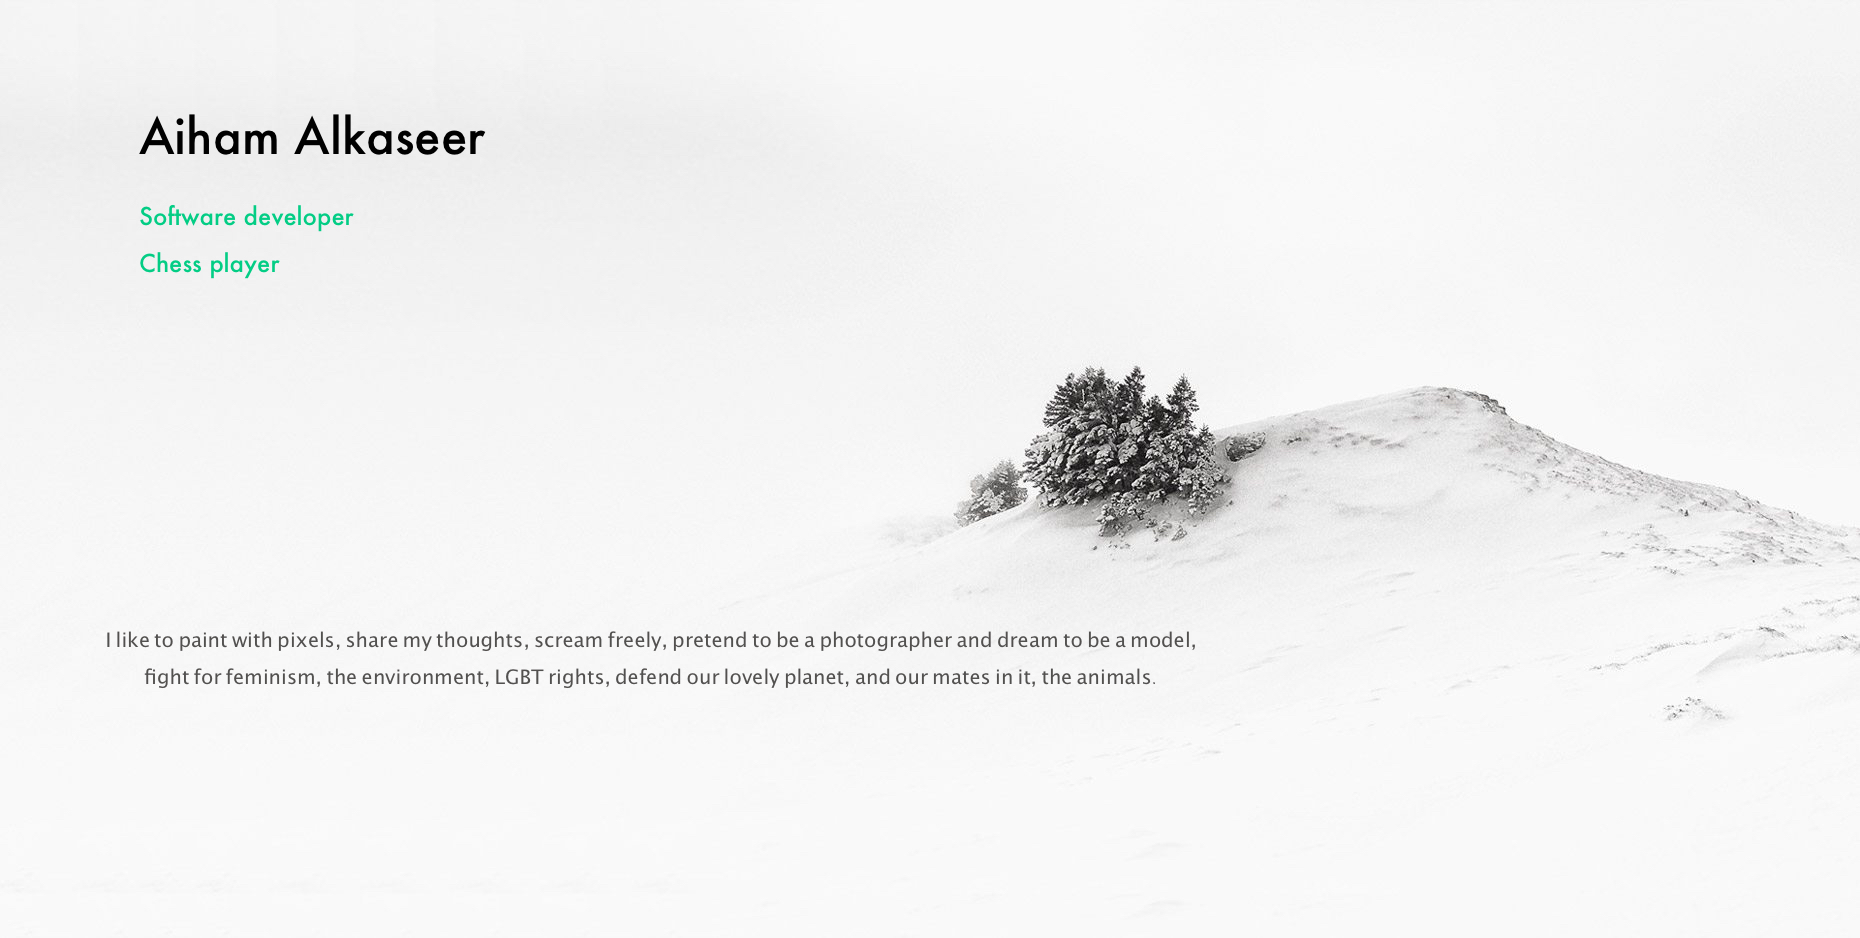 Aiham Alkaseer
Software developer
Chess player
I like to paint with pixels, share my thoughts, scream freely, pretend to be a photographer and dream to be a model,
fight for feminism, the environment, LGBT rights, defend our lovely planet, and our mates in it, the animals.